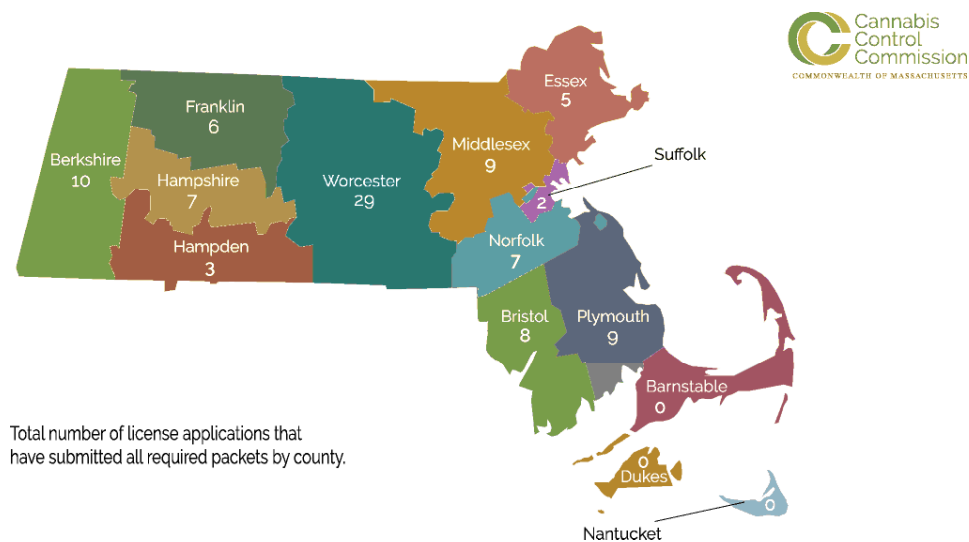 Cannabis
Control
Commission
COMMONWEALTH OF MASSACHUSETTS
Essex
5
Franklin
6
Middlesex
9
Suffolk
2
Berkshire
10
Hampshire
7
Worcester
29
Hampden
3
Norfolk
7
Bristol
8
Plymouth
9
Barnstable
0
Total number of license applications that
have submitted all required packets by county.
0
Dukes
0
Nantucket